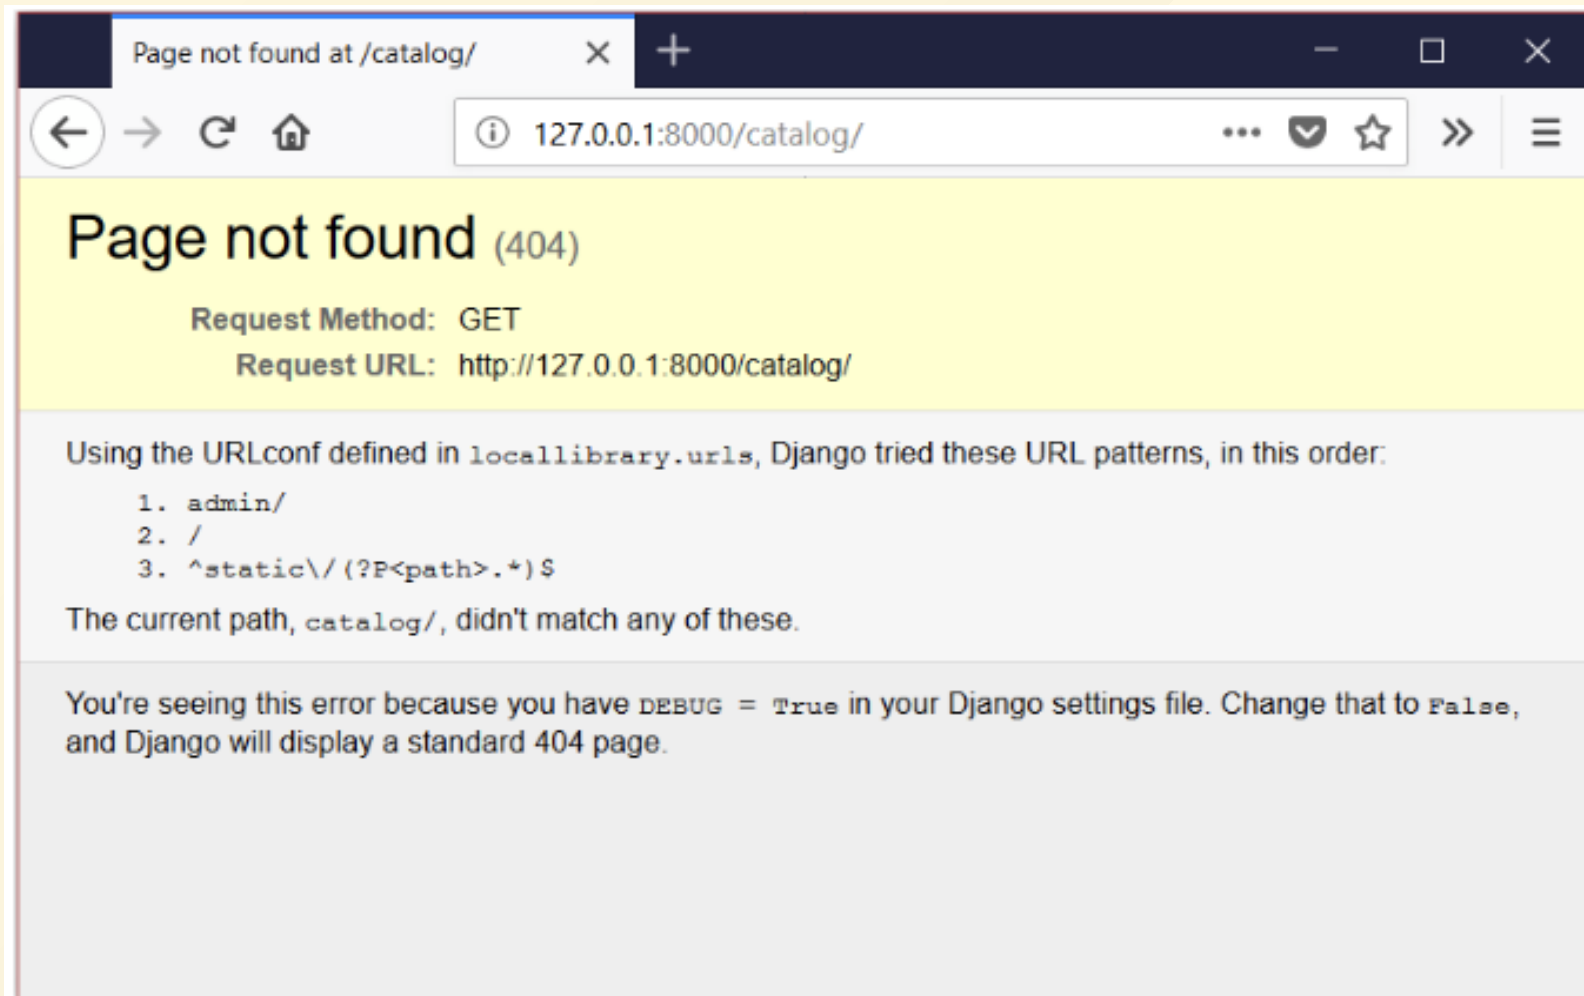 Page not found at /catalog/
127.0.0.1:8000/catalog/
Page not found (404)
Request Method: GET
Request URL: http://127.0.0.1:8000/catalog/
Using the URLconf defined in locallibrary.urls, Django tried these URL patterns, in this order:
1. admin/
2. /
3. ^static\/(?P<path>.*)$
The current path, catalog/, didn't match any of these.
You're seeing this error because you have DEBUG = True in your Django settings file. Change that to False,
and Django will display a standard 404 page.